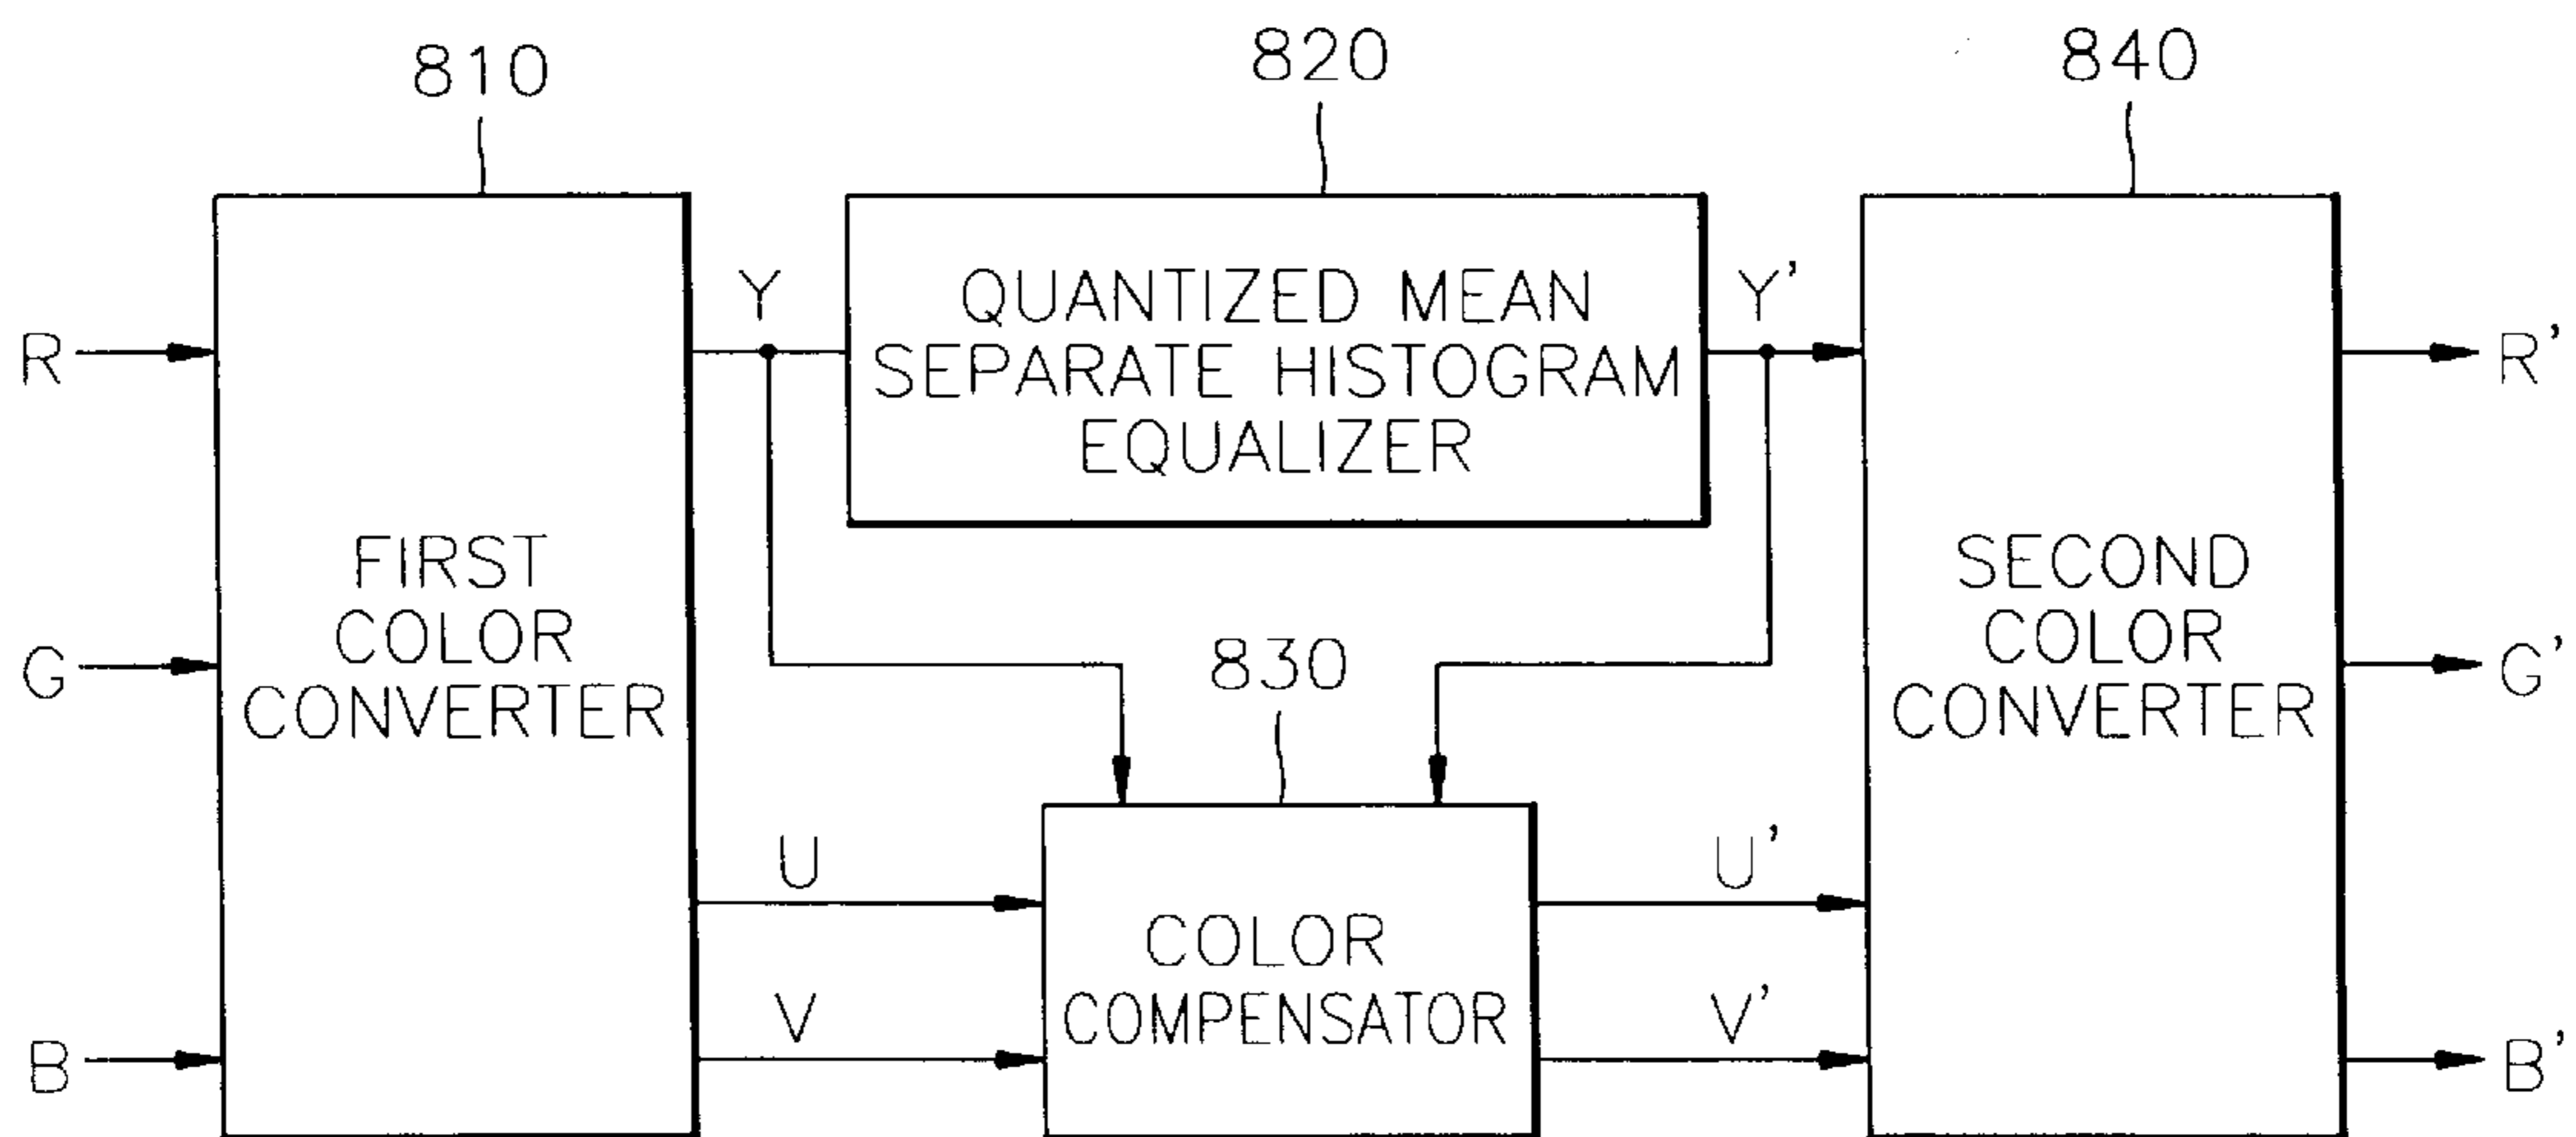 810
820
840
Y
QUANTIZED MEAN
SEPARATE HISTOGRAM
EQUALIZER
Y'
R
R'
FIRST
COLOR
CONVERTER
SECOND
COLOR
CONVERTER
G
830
G'
U
U'
COLOR
COMPENSATOR
V
V'
B
B'